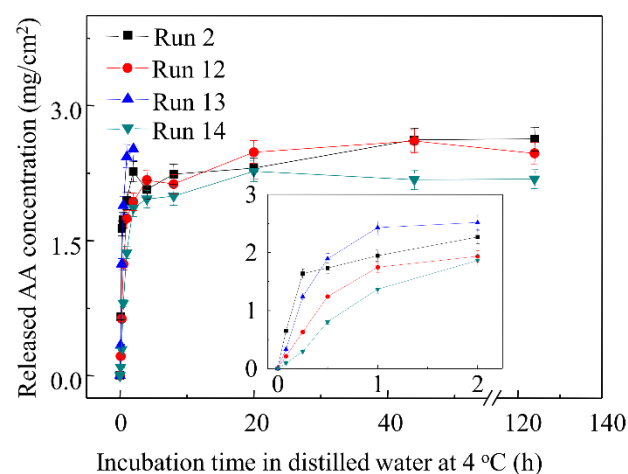 Released AA concentration (mg/cm²)
3.0
1.5
0.0
Run 2
Run 12
Run 13
Run 14
3
2
1
0
0 1 2
0 20 40 120 140
Incubation time in distilled water at 4 °C (h)